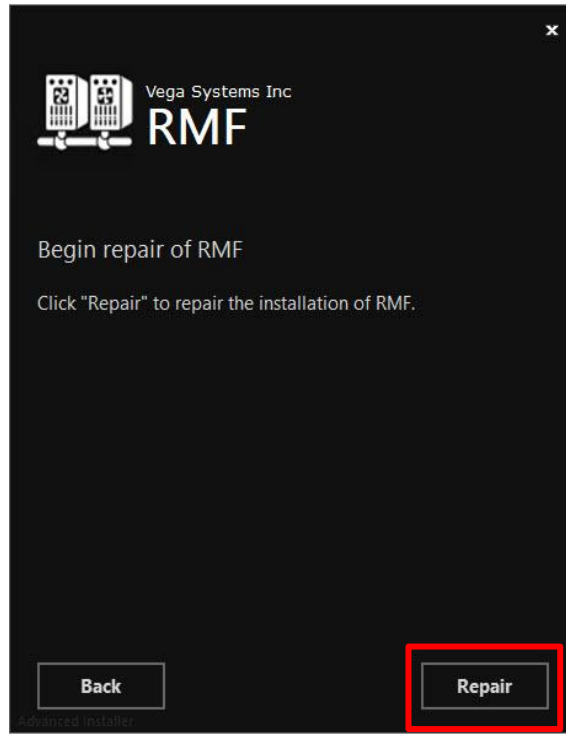 x
Vega Systems Inc
RMF
Begin repair of RMF
Click "Repair" to repair the installation of RMF.
Back
Repair
Advanced Installer